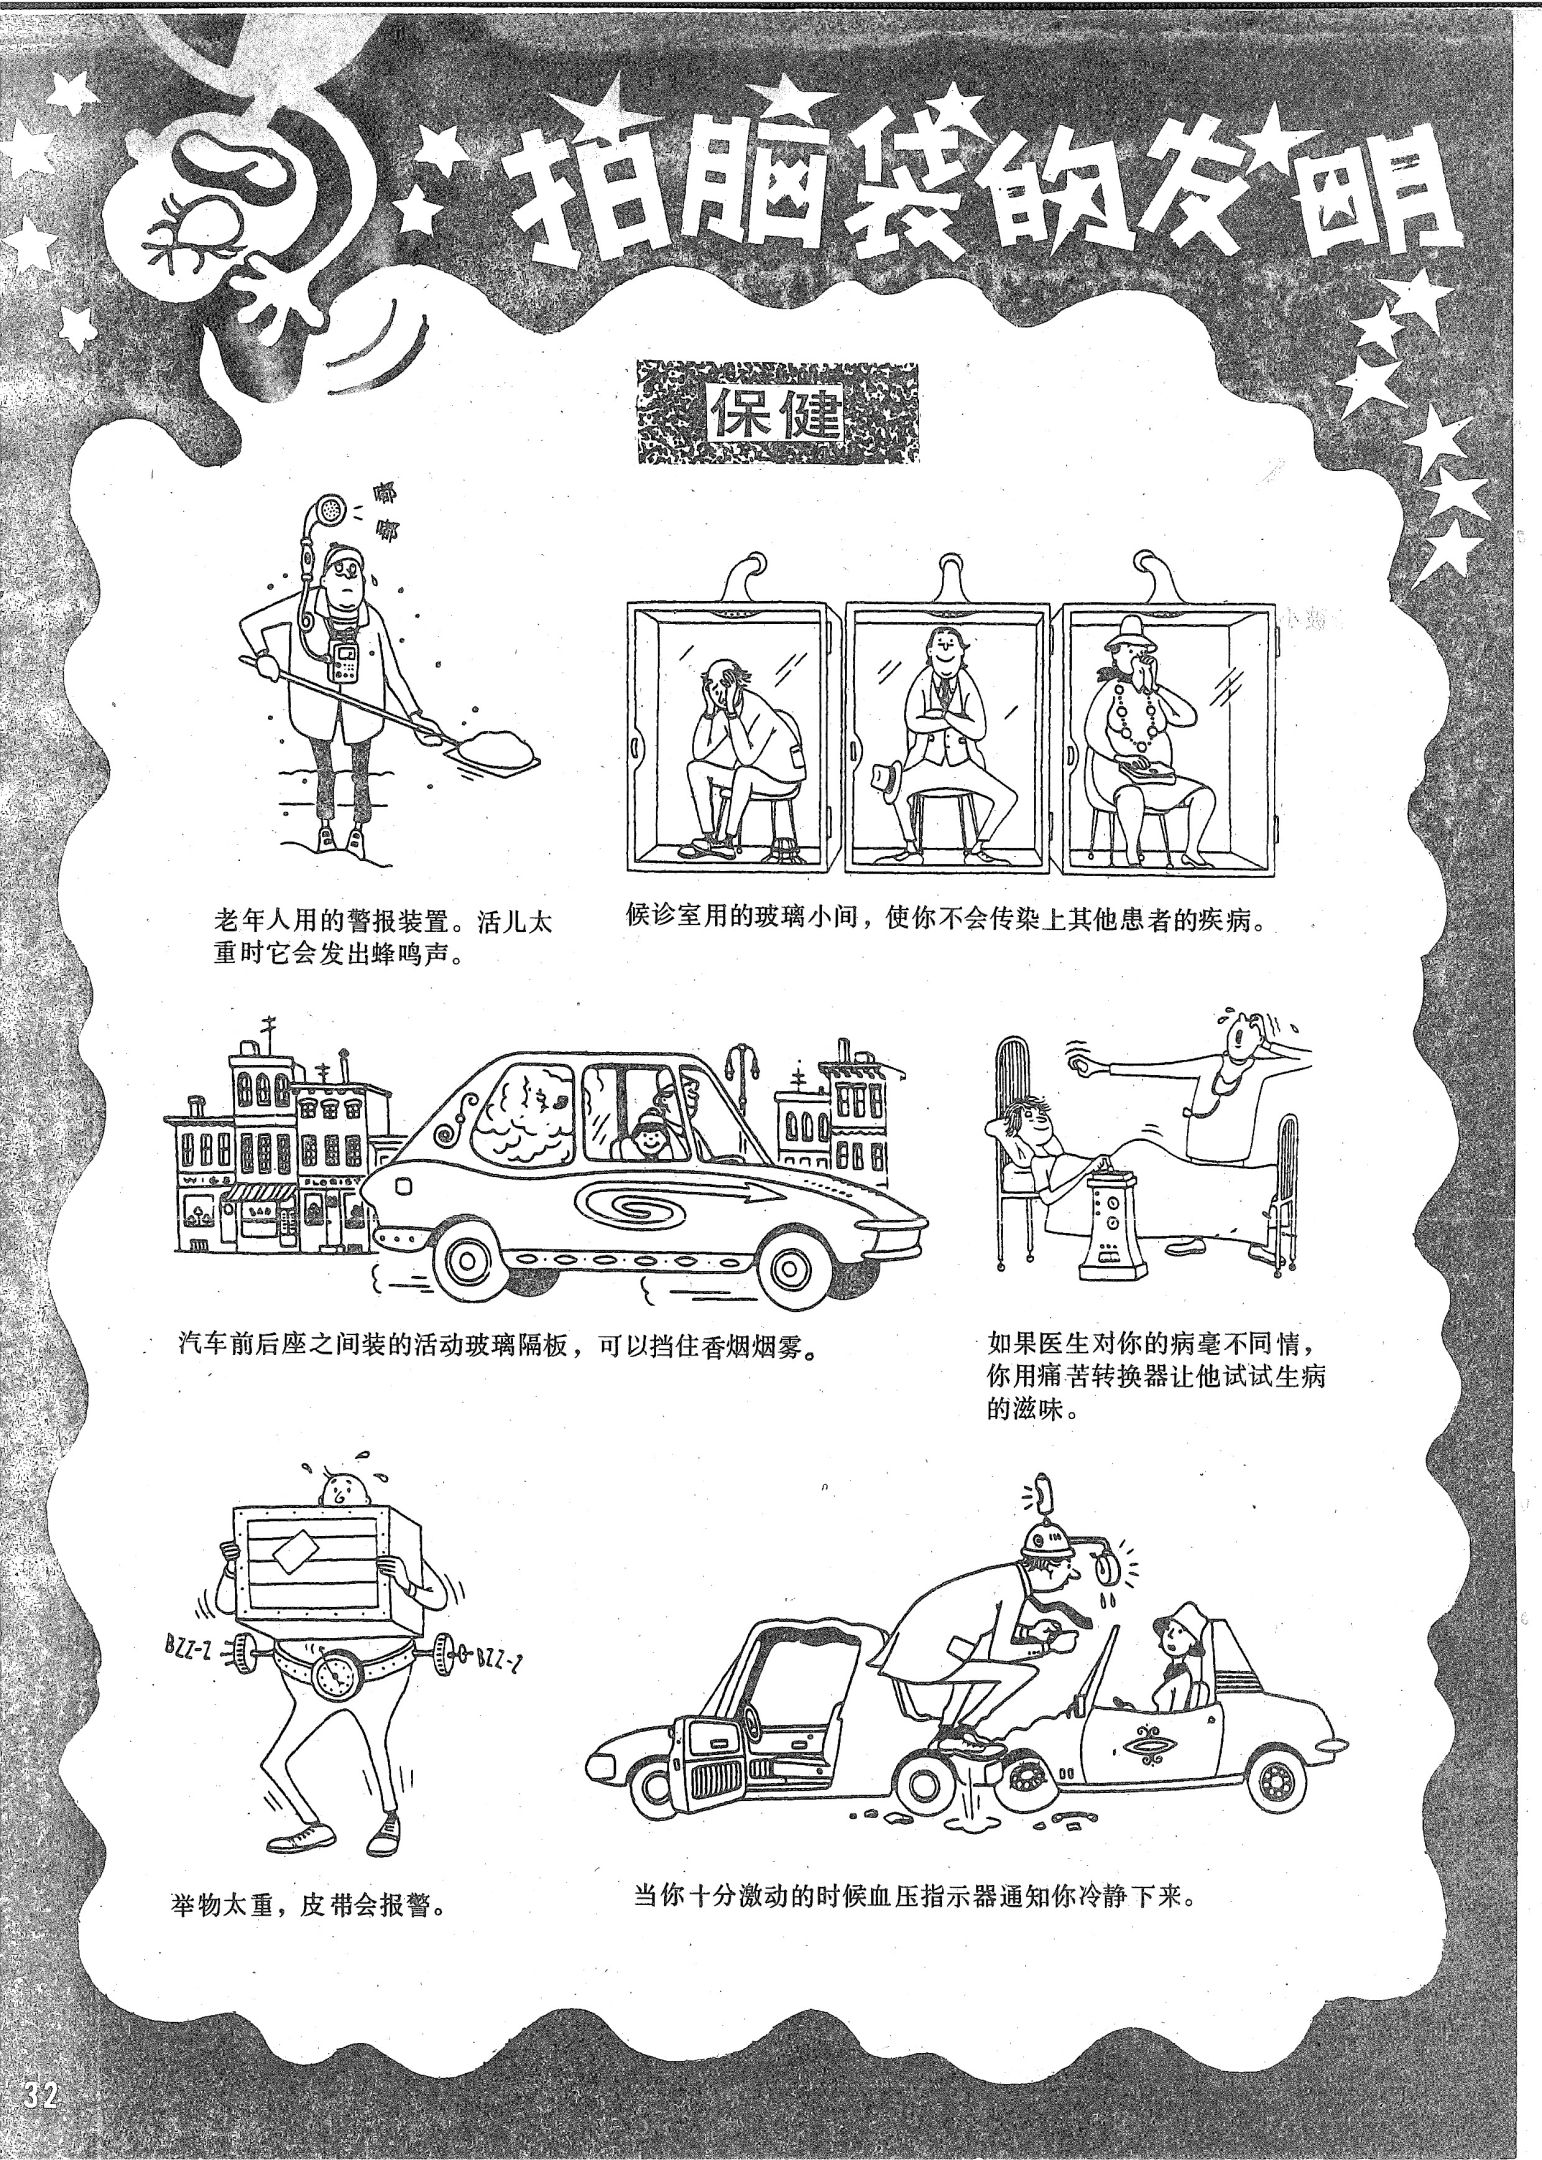 拍脑袋的发明
保健
老年人用的警报装置。活儿太
重时它会发出蜂鸣声。
候诊室用的玻璃小间，使你不会传染上其他患者的疾病。
WIGS
FLORIST
汽车前后座之间装的活动玻璃隔板，可以挡住香烟烟雾。
如果医生对你的病毫不同情，
你用痛苦转换器让他试试生病
的滋味。
BZZ-Z
BZZ-Z
举物太重，皮带会报警。
当你十分激动的时候血压指示器通知你冷静下来。
32